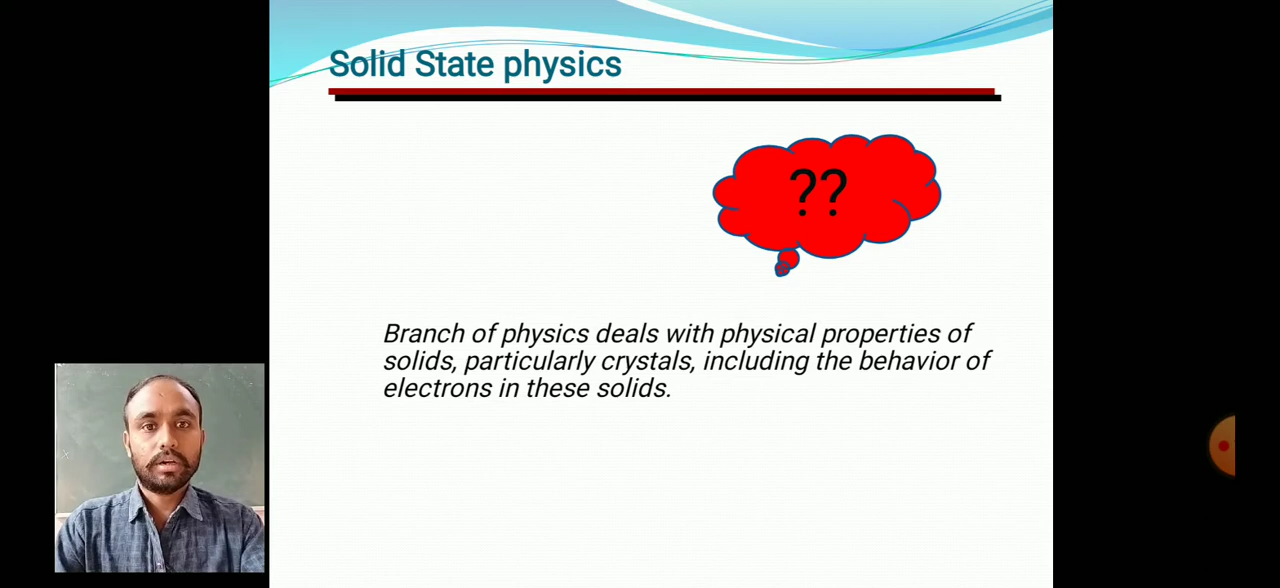 Solid State physics
??
Branch of physics deals with physical properties of
solids, particularly crystals, including the behavior of
electrons in these solids.